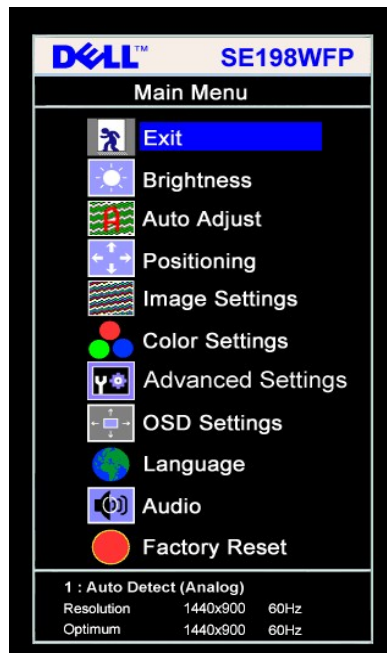 DELL™ SE198WFP
Main Menu
Exit
Brightness
Auto Adjust
Positioning
Image Settings
Color Settings
Advanced Settings
OSD Settings
Language
Audio
Factory Reset
1 : Auto Detect (Analog)
Resolution 1440x900 60Hz
Optimum 1440x900 60Hz